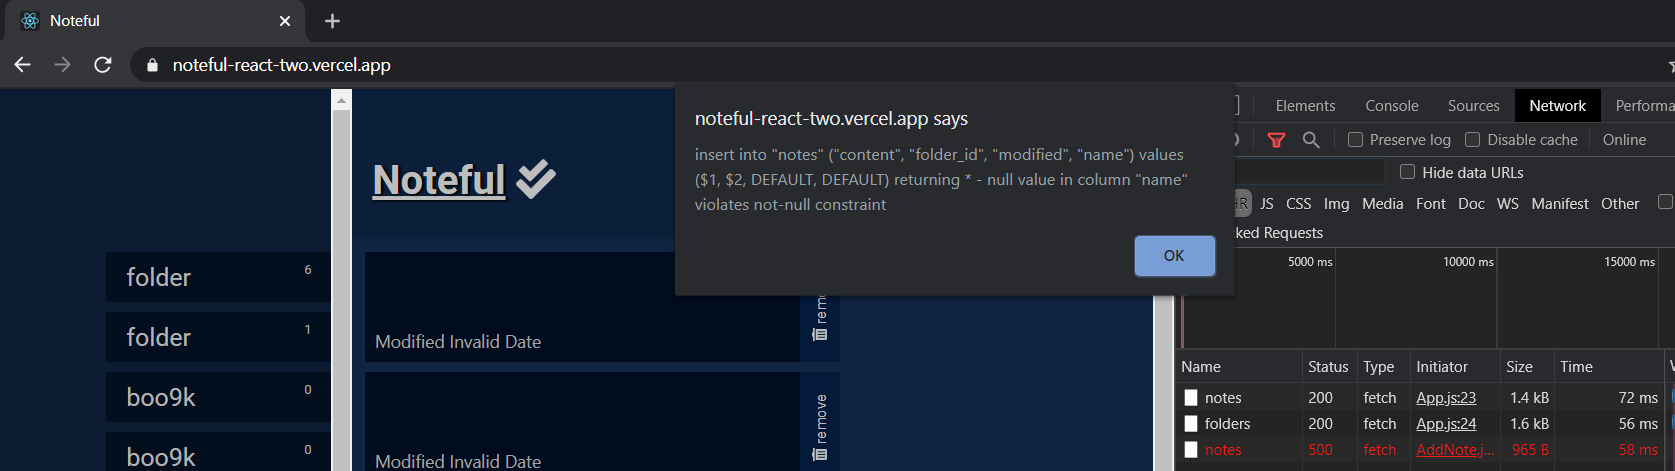 Noteful
noteful-react-two.vercel.app
noteful-react-two.vercel.app says
insert into "notes" ("content", "folder_id", "modified", "name") values
($1, $2, DEFAULT, DEFAULT) returning * - null value in column "name"
violates not-null constraint
OK
Noteful
folder 6
folder 1
boo9k 0
boo9k 0
Modified Invalid Date
remove
Modified Invalid Date
Elements Console Sources Network Performa
Preserve log Disable cache Online
Hide data URLs
JS CSS Img Media Font Doc WS Manifest Other
ked Requests
5000 ms 10000 ms 15000 ms
Name Status Type Initiator Size Time
notes 200 fetch App.js:23 1.4 kB 72 ms
folders 200 fetch App.js:24 1.6 kB 56 ms
notes 500 fetch AddNote.j... 965 B 58 ms